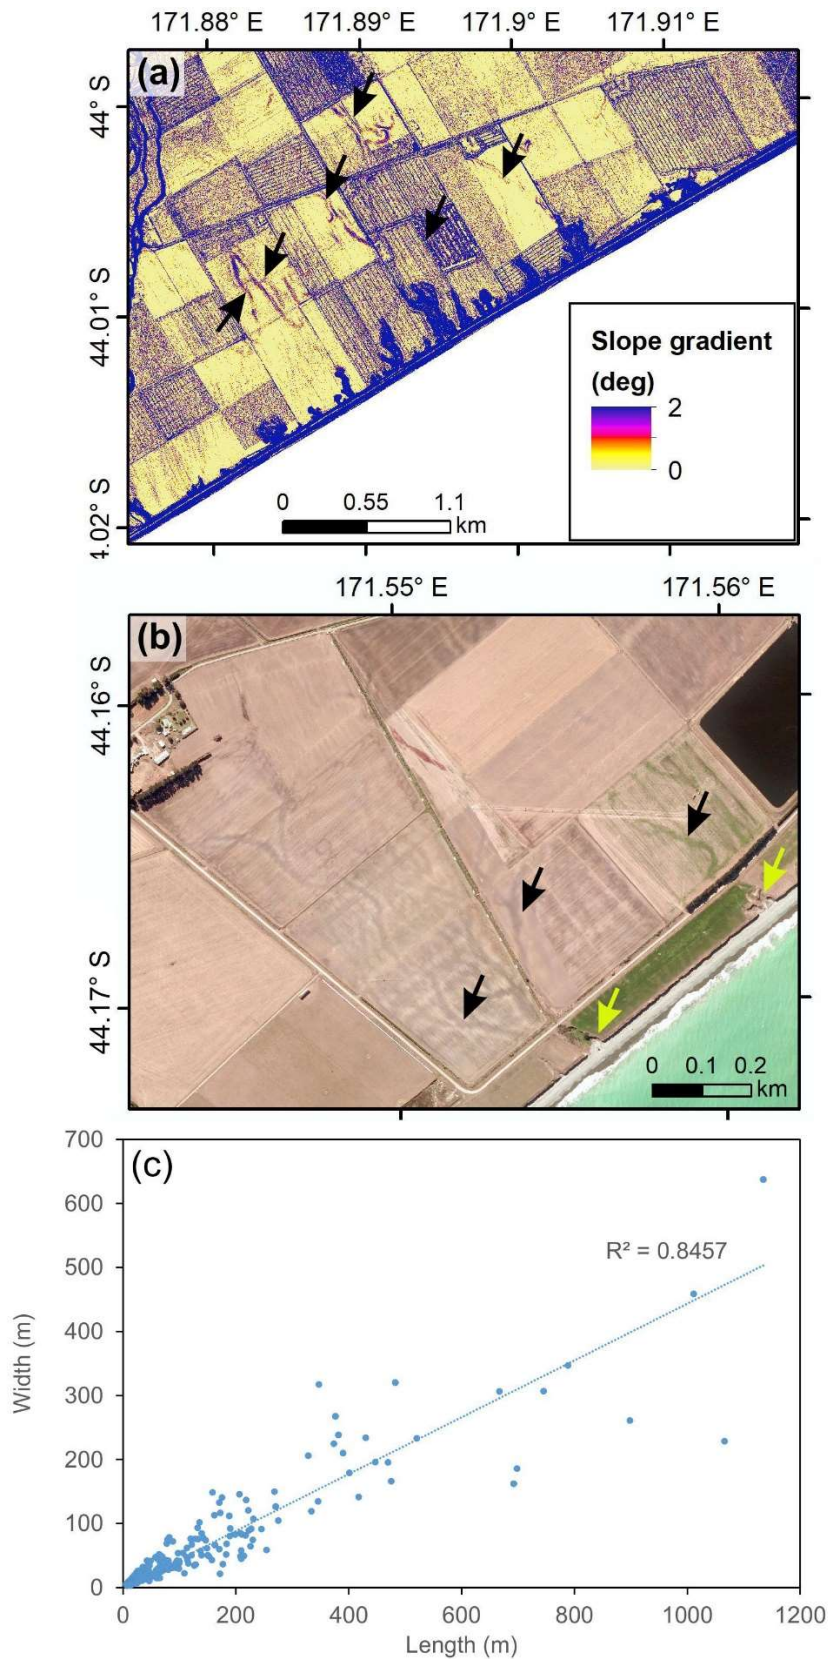 171.88° E 171.89° E 171.9° E 171.91° E
(a)
44° S
44.01° S
4.02° S
Slope gradient
(deg)
2
0
0 0.55 1.1
km
171.55° E 171.56° E
(b)
44.16° S
44.17° S
0 0.1 0.2
km
(c)
700
600
500
400
300
200
100
0
Width (m)
R² = 0.8457
0 200 400 600 800 1000 1200
Length (m)